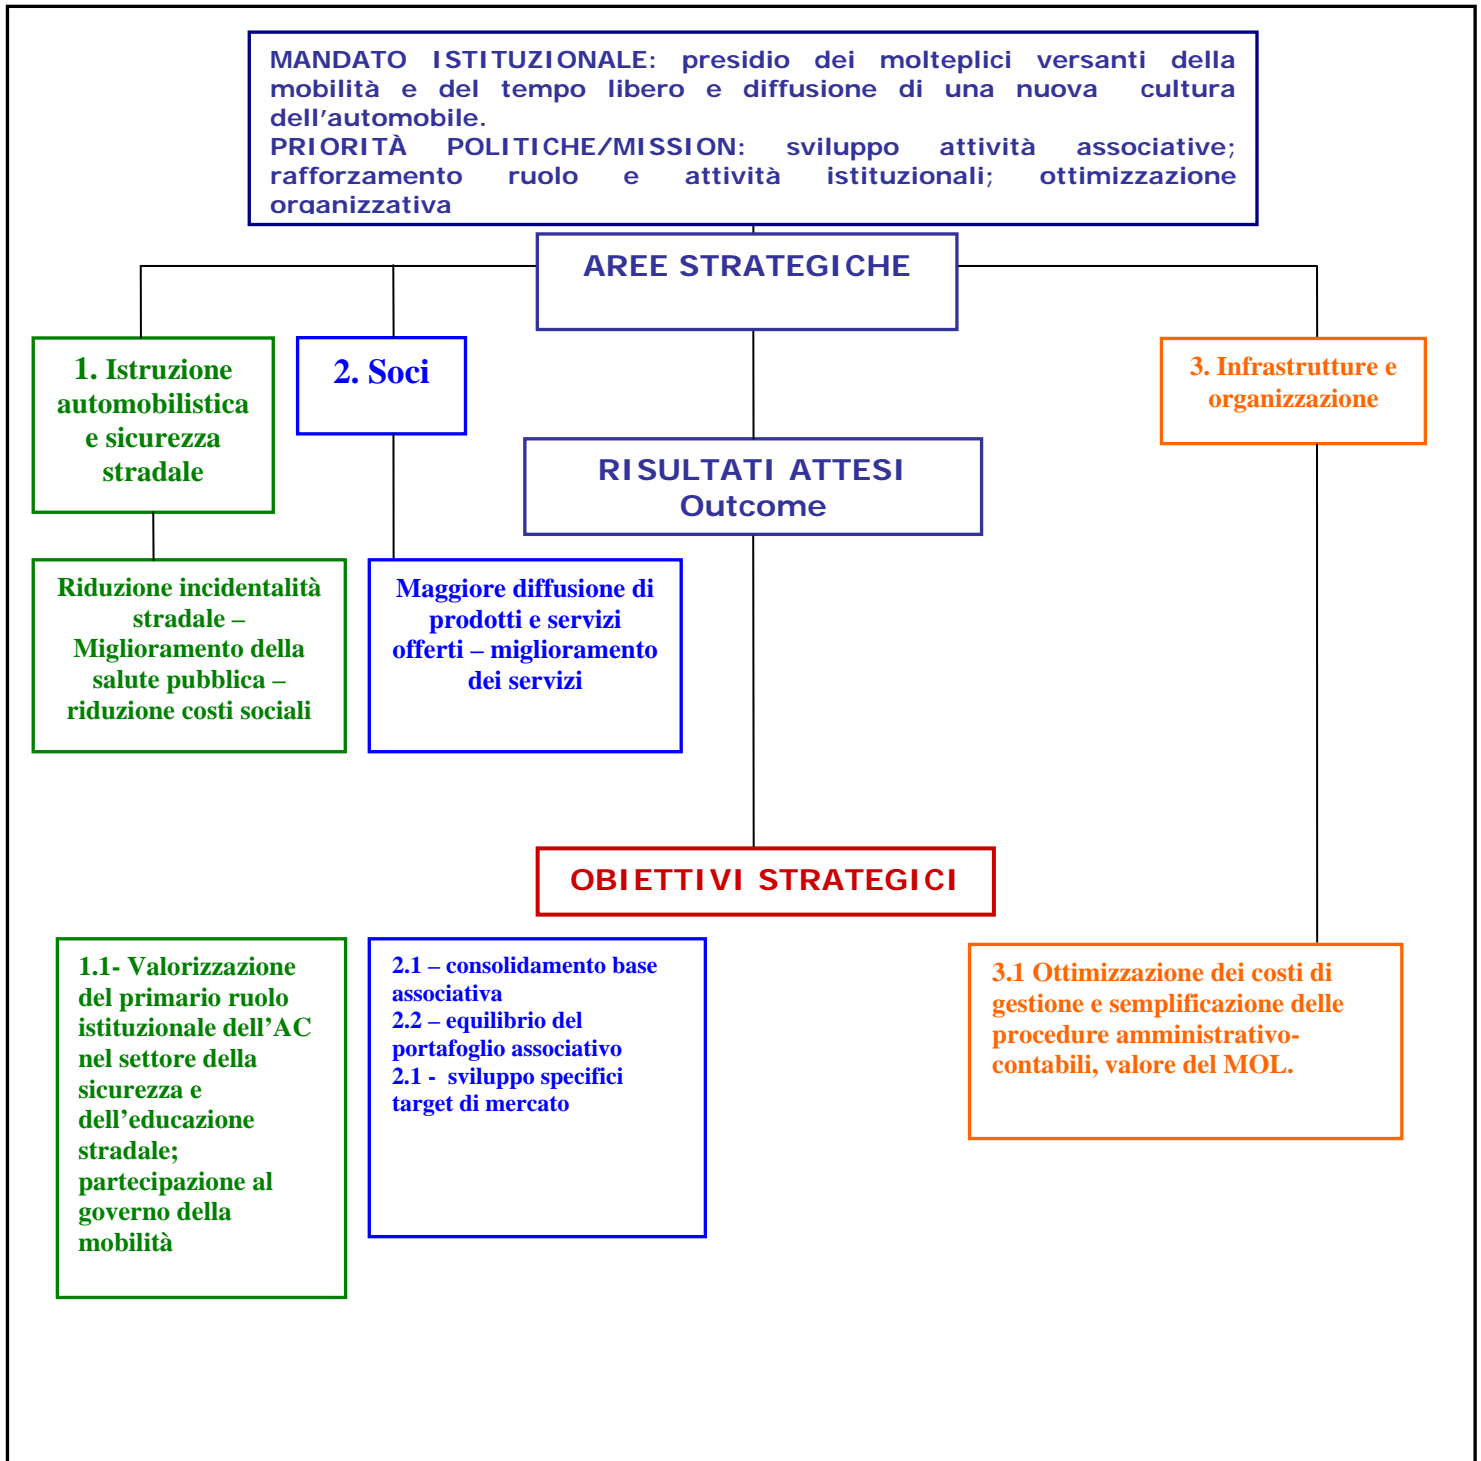 MANDATO ISTITUZIONALE: presidio dei molteplici versanti della
mobilità e del tempo libero e diffusione di una nuova cultura
dell'automobile.
PRIORITÀ POLITICHE/MISSION: sviluppo attività associative;
rafforzamento ruolo e attività istituzionali; ottimizzazione
organizzativa
AREE STRATEGICHE
1. Istruzione
automobilistica
e sicurezza
stradale
2. Soci
3. Infrastrutture e
organizzazione
RISULTATI ATTESI
Outcome
Riduzione incidentalità
stradale –
Miglioramento della
salute pubblica –
riduzione costi sociali
Maggiore diffusione di
prodotti e servizi
offerti – miglioramento
dei servizi
OBIETTIVI STRATEGICI
1.1- Valorizzazione
del primario ruolo
istituzionale dell’AC
nel settore della
sicurezza e
dell’educazione
stradale;
partecipazione al
governo della
mobilità
2.1 – consolidamento base
associativa
2.2 – equilibrio del
portafoglio associativo
2.1 - sviluppo specifici
target di mercato
3.1 Ottimizzazione dei costi di
gestione e semplificazione delle
procedure amministrativo-
contabili, valore del MOL.